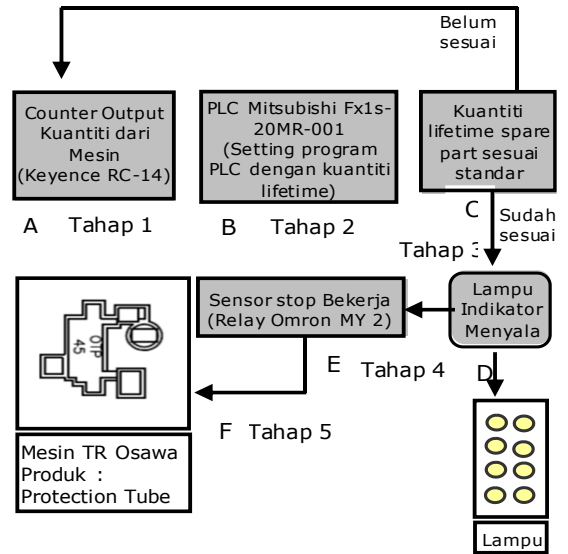 Belum
sesuai
Counter Output
Kuantiti dari
Mesin
(Keyence RC-14)
PLC Mitsubishi Fx1s-
20MR-001
(Setting program
PLC dengan kuantiti
lifetime)
Kuantiti
lifetime spare
part sesuai
standar
A Tahap 1
B Tahap 2
C
Sudah
sesuai
Tahap 3
OTP
45
Sensor stop Bekerja
(Relay Omron MY 2)
Lampu
Indikator
Menyala
E Tahap 4
D
F Tahap 5
Mesin TR Osawa
Produk :
Protection Tube
Lampu